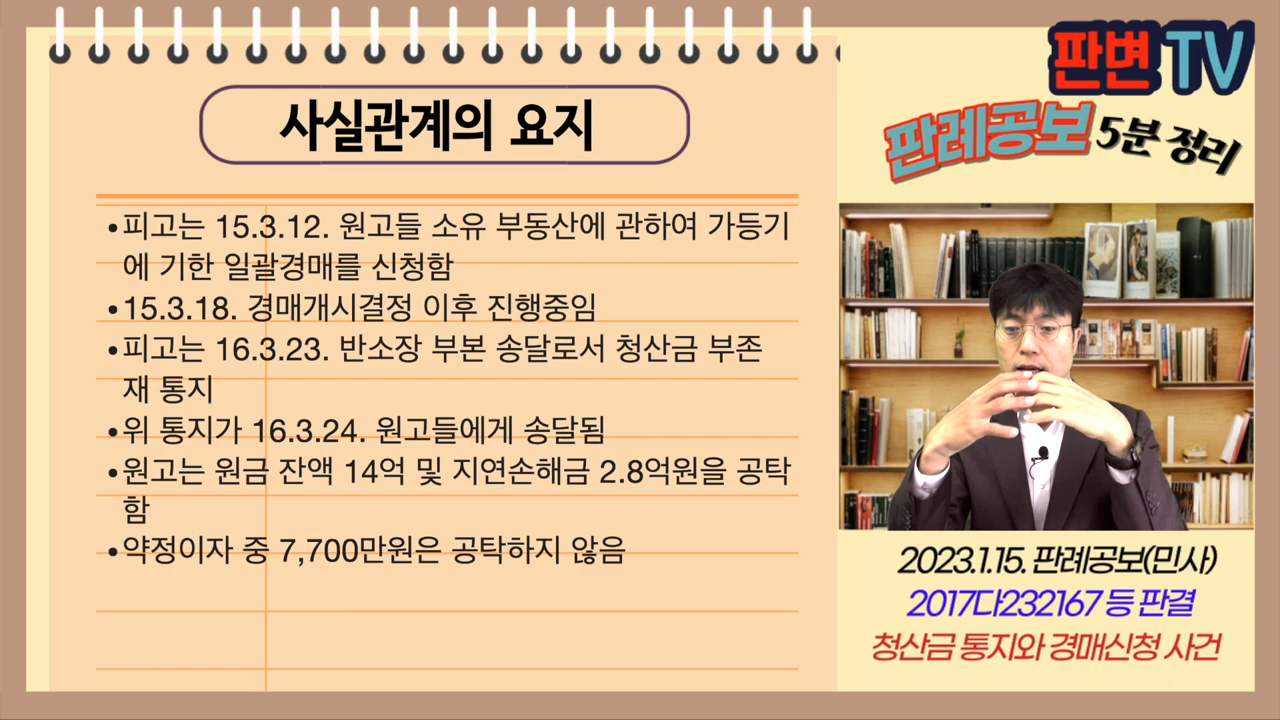 판변 TV
판례공보 5분 정리
사실관계의 요지
•피고는 15.3.12. 원고들 소유 부동산에 관하여 가등기
에 기한 일괄경매를 신청함
•15.3.18. 경매개시결정 이후 진행중임
•피고는 16.3.23. 반소장 부본 송달로서 청산금 부존
재 통지
•위 통지가 16.3.24. 원고들에게 송달됨
•원고는 원금 잔액 14억 및 지연손해금 2.8억원을 공탁
함
•약정이자 중 7,700만원은 공탁하지 않음
2023.1.15. 판례공보(민사)
2017다232167 등 판결
청산금 통지와 경매신청 사건